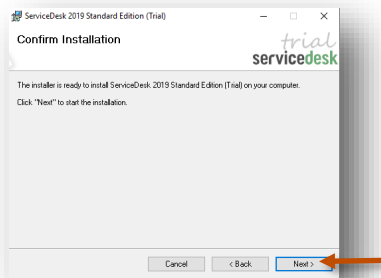 ServiceDesk 2019 Standard Edition (Trial)
Confirm Installation
trial
servicedesk
The installer is ready to install ServiceDesk 2019 Standard Edition (Trial) on your computer.
Click "Next" to start the installation.
Cancel
< Back
Next >